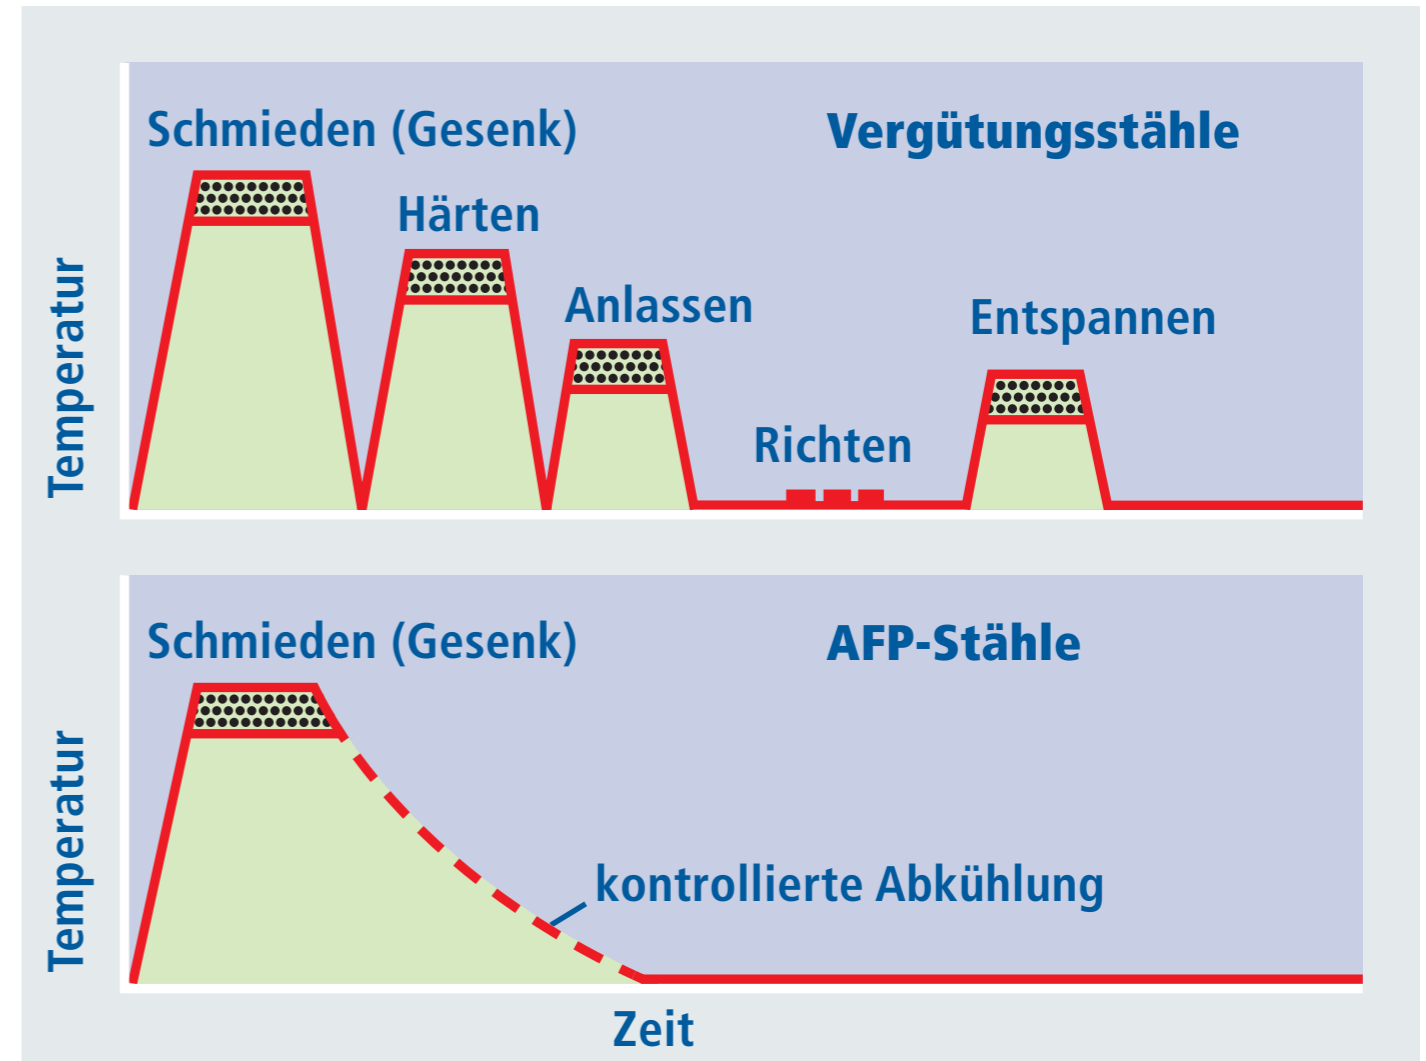 Schmieden (Gesenk)
Vergütungsstähle
Härten
Anlassen
Entspannen
Richten
Temperatur
Schmieden (Gesenk)
AFP-Stähle
kontrollierte Abkühlung
Temperatur
Zeit